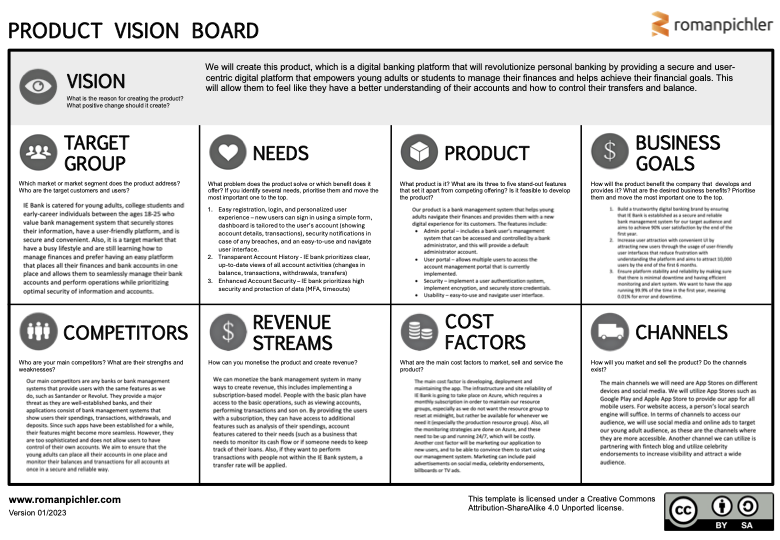 PRODUCT VISION BOARD
romanpichler
VISION
What is the reason for creating the product?
What positive change should it create?
We will create this product, which is a digital banking platform that will revolutionize personal banking by providing a secure and user-
centric digital platform that empowers young adults or students to manage their finances and helps achieve their financial goals. This
will allow them to feel like they have a better understanding of their accounts and how to control their transfers and balance.
TARGET
GROUP
Which market or market segment does the product address?
Who are the target customers and users?
IE Bank is catered for young adults, college students and
early-career individuals between the ages 18-25 who
value bank management system that securely stores
their information, have a user-friendly platform, and is
secure and convenient. Also, it is a target market that
have a busy lifestyle and are still learning how to
manage finances and prefer having an easy platform
that places all their finances and bank accounts in one
place and allows them to seamlessly manage their bank
accounts and perform operations while prioritizing
optimal security of information and accounts.
NEEDS
What problem does the product solve or which benefit does it
offer? If you identify several needs, prioritise them and move the
most important one to the top.
1. Easy registration, login, and personalized user
experience – new users can sign in using a simple form,
dashboard is tailored to the user's account (showing
account details, transactions), security notifications in
case of any breaches, and an easy-to-use and navigate
user interface.
2. Transparent Account History - IE bank prioritizes clear,
up-to-date views of all account activities (changes in
balance, transactions, withdrawals, transfers)
3. Enhanced Account Security – IE bank prioritizes high
security and protection of data (MFA, timeouts)
PRODUCT
What product is it? What are its three to five stand-out features
that set it apart from competing offering? Is it feasible to develop
the product?
Our product is a bank management system that helps young
adults navigate their finances and provides them with a new
digital experience for its customers. The features include:
• Admin portal – includes a bank user's management
system that can be accessed and controlled by a bank
administrator, and this will provide a default
administrator account.
• User portal – allows multiple users to access the
account management portal that is currently
implemented.
• Security – implement a user authentication system,
implement encryption, and securely store credentials.
• Usability – easy-to-use and navigate user interface.
BUSINESS
GOALS
How will the product benefit the company that develops and
provides it? What are the desired business benefits? Prioritise
them and move the most important one to the top.
1. Build a trustworthy digital banking brand by ensuring
that IE Bank is established as a secure and reliable
bank management system for our target audience and
aims to achieve 90% user satisfaction by the end of the
first year.
2. Increase user attraction with convenient UI by
attracting new users through the usage of user-friendly
user interfaces that reduce frustration with
understanding the platform and aims to attract 50,000
users by the end of the first 6 months.
3. Ensure platform stability and reliability by making sure
that there is minimal downtime and having efficient
monitoring and alert system. We want to have the app
running 99.9% of the time in the first year, meaning
0.01% for error and downtime.
COMPETITORS
Who are your main competitors? What are their strengths and
weaknesses?
Our main competitors are any banks or bank management
systems that provide users with the same features as we
do, such as Santander or Revolut. They provide a major
threat as they are well-established banks, and their
applications consist of bank management systems that
show users their spendings, transactions, withdrawals, and
deposits. Since such apps have been established for a while,
their features might become more brainless. However, they
are too sophisticated and does not allow users to have
control of their own accounts. We aim to ensure that the
young adults can place all their accounts in one place and
monitor their balances and transactions for all accounts at
once in a secure and reliable way.
REVENUE
STREAMS
How can you monetise the product and create revenue?
We can monetize the bank management system in many
ways to create revenue, this includes implementing a
subscription-based model. People with the basic plan have
access to the basic operations, such as viewing accounts,
performing transactions and son on. By providing the users
with a subscription, they can have access to additional
features such as analysis of their spendings, account
features catered to their needs (such as a business that
needs to monitor its cash flow or if someone needs to keep
track of their loans. Also, if they want to perform
transactions with people not within the IE Bank system, a
transfer rate will be applied.
COST
FACTORS
What are the main cost factors to market, sell and service the
product?
The main cost factor is developing, deployment and
maintaining the app. The infrastructure and site reliability of
IE Bank is going to take place on Azure, which requires a
monthly subscription in order to maintain our resource
groups, especially as we do not want the resource group to
reset at midnight, but rather be available for whenever we
need it (especially the production resource group). Also, all
the monitoring strategies are done on Azure, and these
need to be up and running 24/7, which will be costly.
Another cost factor will be marketing our application to new
users, and to be able to convince them to start using
our management system. Marketing can include paid
advertisements on social media, celebrity endorsements,
billboards or TV ads.
CHANNELS
How will you market and sell the product? Do the channels
exist?
The main channels we will need are App Stores on different
devices and social media. We will utilize App Stores such as
Google Play and Apple App Store to provide our app for all
mobile users. For website access, a person's local search
engine will suffice. In terms of channels to access our
audience, we will use social media and online ads to target
our young adult audience, as these are the channels where
they are more accessible. Another channel we can utilize is
partnering with fintech blog and utilizing celebrity
endorsements to increase visibility and attract a wide
audience.
www.romanpichler.com
Version 01/2023
This template is licensed under a Creative Commons
Attribution-ShareAlike 4.0 Unported license.
CC
BY SA